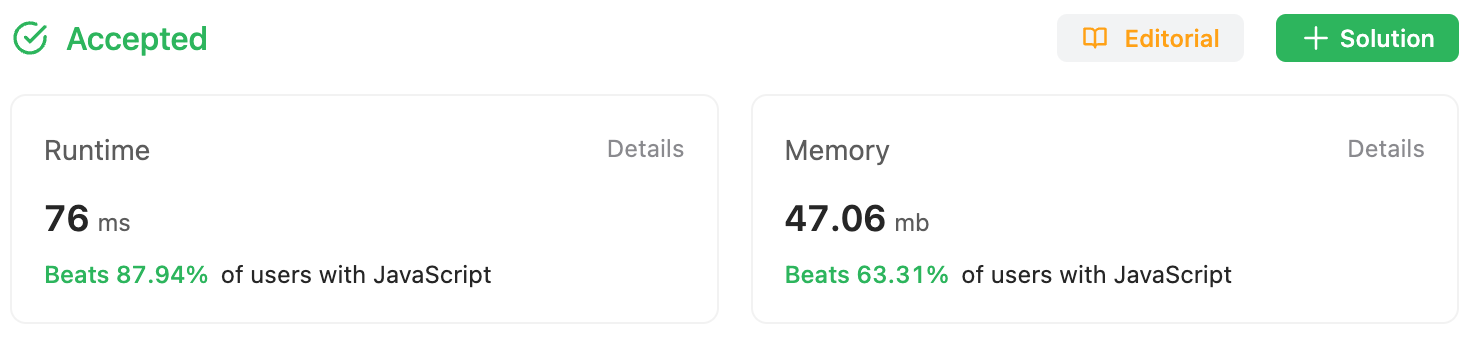 Accepted
Editorial
Solution
Runtime
Details
76 ms
Beats 87.94% of users with JavaScript
Memory
Details
47.06 mb
Beats 63.31% of users with JavaScript